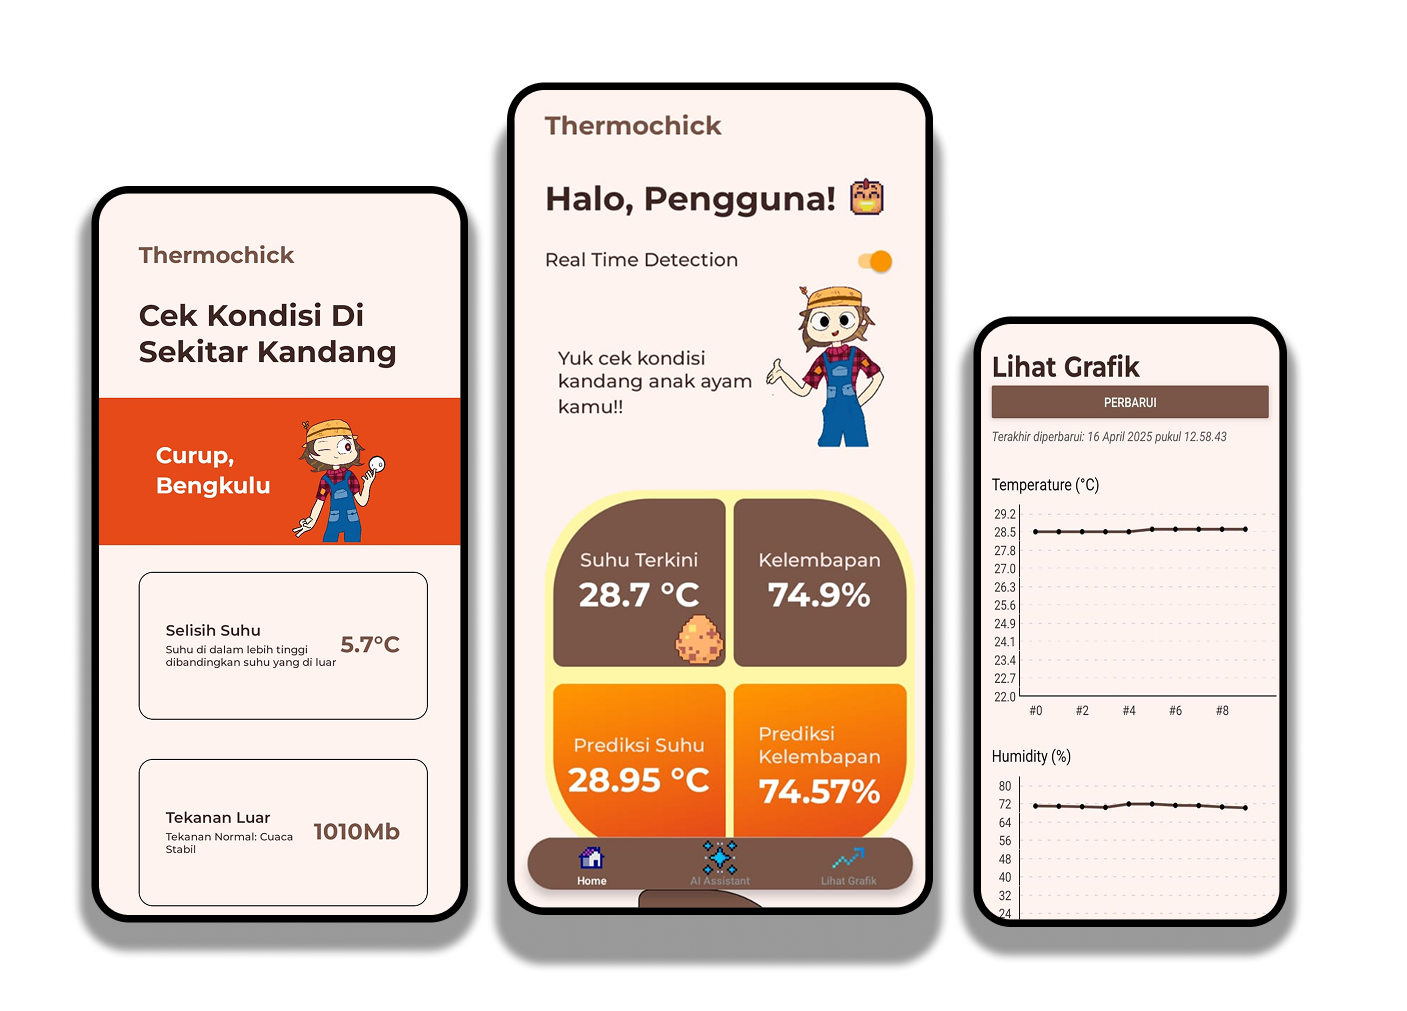 Thermochick
Cek Kondisi Di
Sekitar Kandang
Curup,
Bengkulu
Selisih Suhu
Suhu di dalam lebih tinggi
dibandingkan suhu yang di luar
5.7°C
Tekanan Luar
Tekanan Normal: Cuaca
Stabil
1010Mb
Thermochick
Halo, Pengguna!
Real Time Detection
Yuk cek kondisi
kandang anak ayam
kamu!!
Suhu Terkini
28.7 °C
Kelembapan
74.9%
Prediksi Suhu
28.95 °C
Prediksi
Kelembapan
74.57%
Home
AI Assistant
Lihat Grafik
Lihat Grafik
PERBARUI
Terakhir diperbarui: 16 April 2025 pukul 12.58.43
Temperature (°C)
29.2
28.5
27.8
27.0
26.3
25.6
24.9
24.1
23.4
22.7
22.0
#0 #2 #4 #6 #8
Humidity (%)
80
72
64
56
48
40
32
24